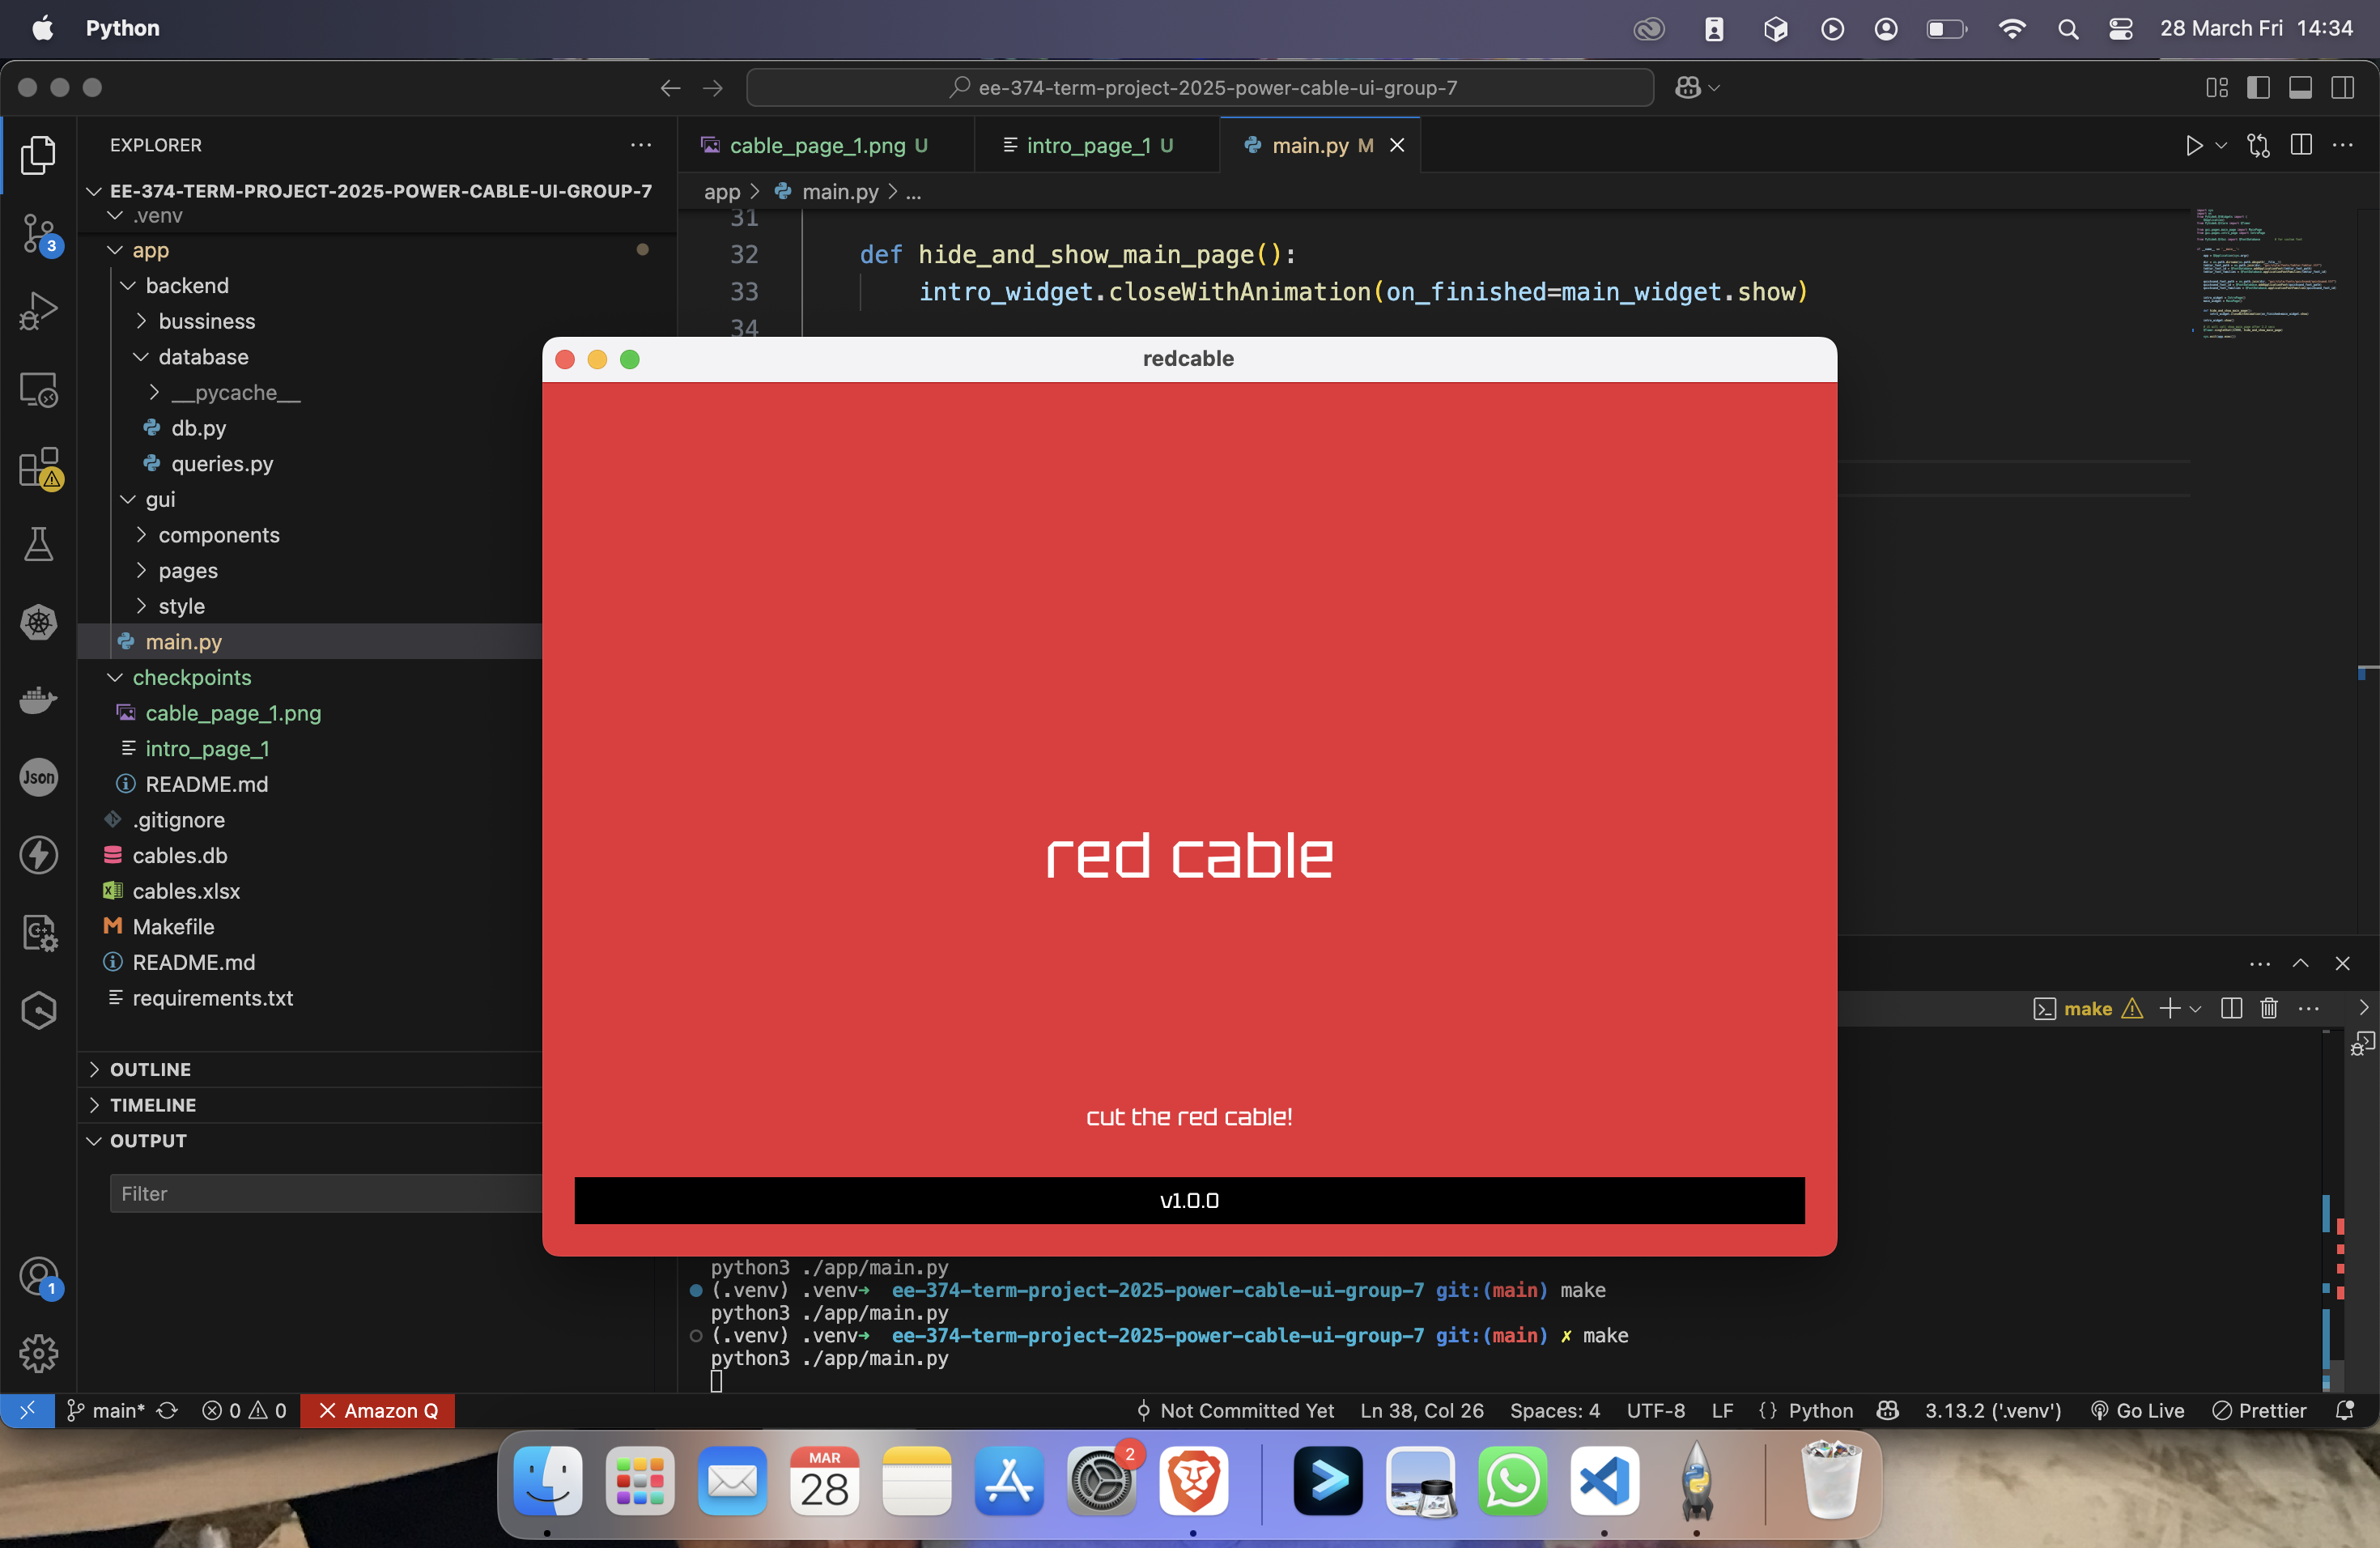 Python
28 March Fri 14:34
ee-374-term-project-2025-power-cable-ui-group-7
EXPLORER
cable_page_1.png U
intro_page_1 U
main.py M
EE-374-TERM-PROJECT-2025-POWER-CABLE-UI-GROUP-7
app > main.py > ...
.venv
app
backend
bussiness
database
__pycache__
db.py
queries.py
gui
components
pages
style
main.py
checkpoints
cable_page_1.png
intro_page_1
README.md
.gitignore
cables.db
cables.xlsx
Makefile
README.md
requirements.txt
OUTLINE
TIMELINE
OUTPUT
Filter
3
Json
1
31
32 def hide_and_show_main_page():
33 intro_widget.closeWithAnimation(on_finished=main_widget.show)
34
redcable
red cable
cut the red cable!
v1.0.0
make
python3 ./app/main.py
(.venv) .venv→ ee-374-term-project-2025-power-cable-ui-group-7 git:(main) make
python3 ./app/main.py
(.venv) .venv→ ee-374-term-project-2025-power-cable-ui-group-7 git:(main) ✗ make
python3 ./app/main.py
main* 0 0 Amazon Q Not Committed Yet Ln 38, Col 26 Spaces: 4 UTF-8 LF {} Python 3.13.2 ('.venv') Go Live Prettier
MAR
28
2